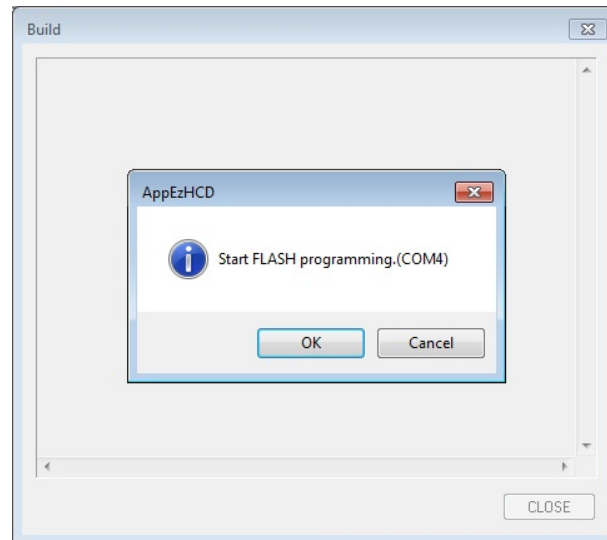 Build
AppEzHCD
Start FLASH programming.(COM4)
OK
Cancel
CLOSE